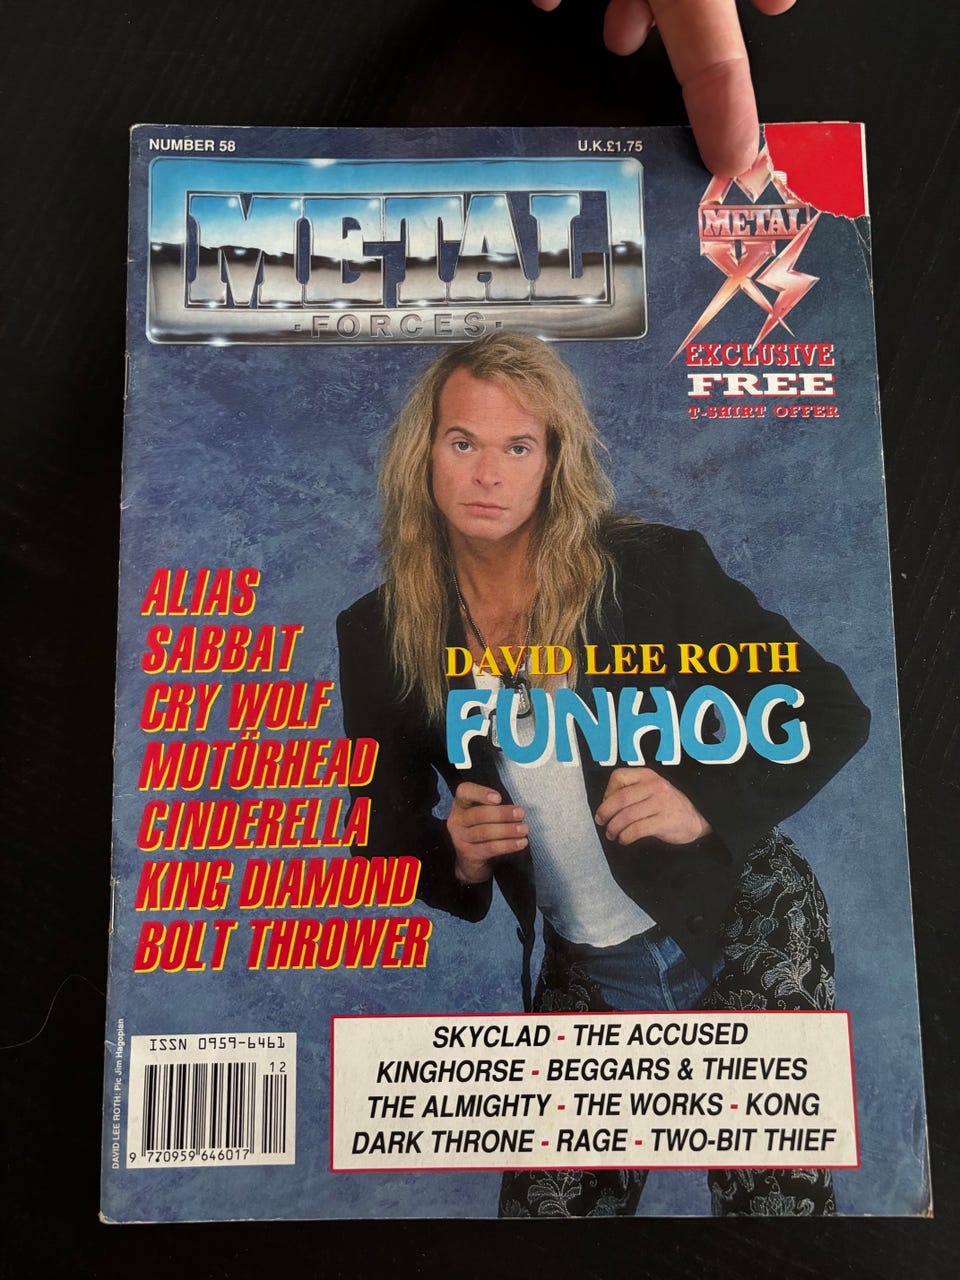 NUMBER 58
U.K.£1.75
METAL
·FORCES·
METAL
XS
EXCLUSIVE
FREE
T-SHIRT OFFER
ALIAS
SABBAT
CRY WOLF
MOTÖRHEAD
CINDERELLA
KING DIAMOND
BOLT THROWER
DAVID LEE ROTH
FUNHOG
SKYCLAD - THE ACCUSED
KINGHORSE - BEGGARS & THIEVES
THE ALMIGHTY - THE WORKS - KONG
DARK THRONE - RAGE - TWO-BIT THIEF
DAVID LEE ROTH: Pic Jim Hagopian
ISSN 0959-6461
12
9 770959 646017